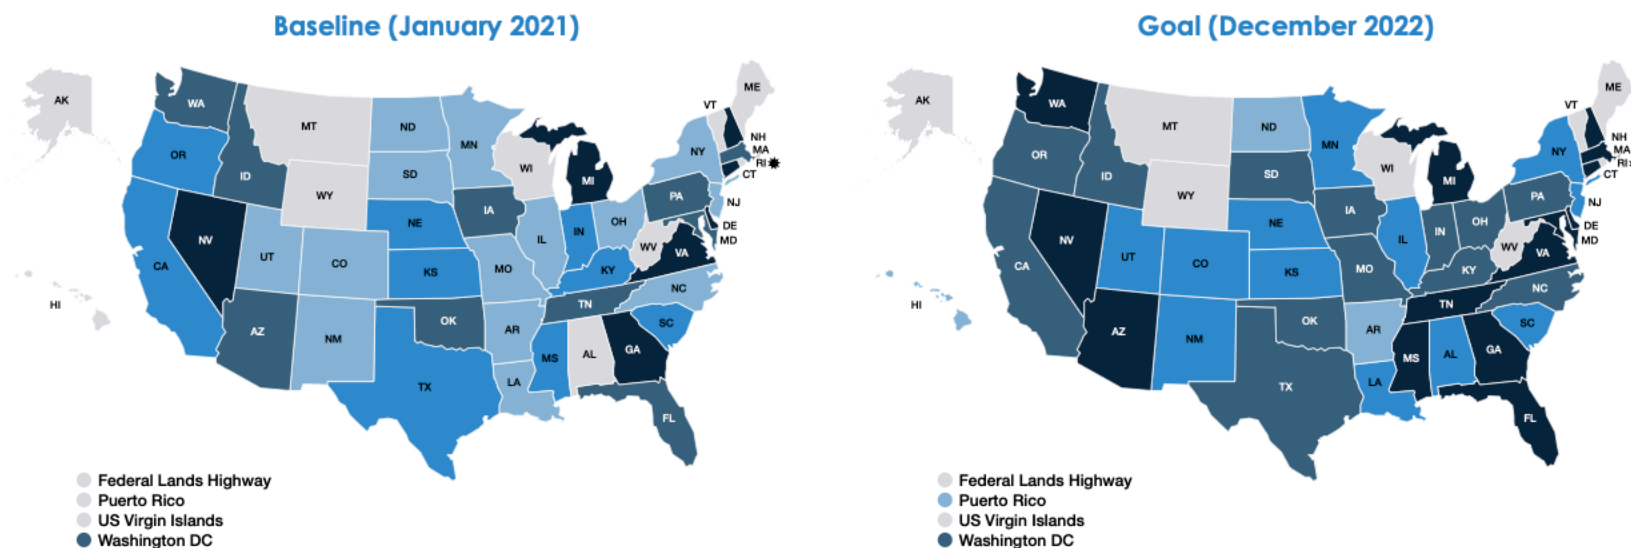 Baseline (January 2021)
AK
WA
MT
ND
MN
ME
VT
NH
MA
RI
CT
NY
OR
ID
WY
SD
WI
MI
NJ
DE
MD
PA
IA
NE
NV
UT
CO
IL
IN
OH
WV
VA
CA
KS
MO
KY
NC
TN
HI
AZ
NM
OK
AR
SC
MS
AL
GA
TX
LA
FL
Federal Lands Highway
Puerto Rico
US Virgin Islands
Washington DC
Goal (December 2022)
AK
WA
MT
ND
MN
ME
VT
NH
MA
RI
CT
NY
OR
ID
WY
SD
WI
MI
NJ
DE
MD
PA
IA
NE
NV
UT
CO
IL
IN
OH
WV
VA
CA
KS
MO
KY
NC
TN
HI
AZ
NM
OK
AR
SC
MS
AL
GA
TX
LA
FL
Federal Lands Highway
Puerto Rico
US Virgin Islands
Washington DC